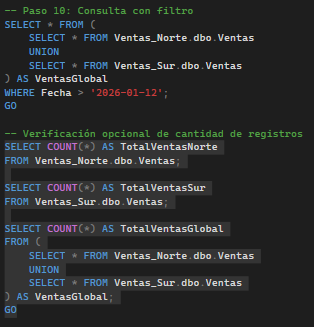 -- Paso 10: Consulta con filtro
SELECT * FROM (
    SELECT * FROM Ventas_Norte.dbo.Ventas
    UNION
    SELECT * FROM Ventas_Sur.dbo.Ventas
) AS VentasGlobal
WHERE Fecha > '2026-01-12';
GO

-- Verificación opcional de cantidad de registros
SELECT COUNT(*) AS TotalVentasNorte
FROM Ventas_Norte.dbo.Ventas;

SELECT COUNT(*) AS TotalVentasSur
FROM Ventas_Sur.dbo.Ventas;

SELECT COUNT(*) AS TotalVentasGlobal
FROM (
    SELECT * FROM Ventas_Norte.dbo.Ventas
    UNION
    SELECT * FROM Ventas_Sur.dbo.Ventas
) AS VentasGlobal;
GO